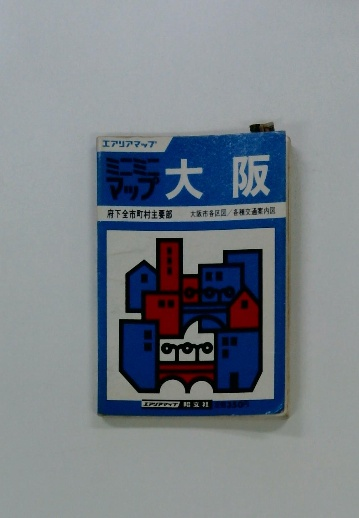 エアリアマップ
ミニミニ
マップ
大阪
府下全市町村主要部 大阪市各区図／各種交通案内図
エアリアマップ 昭文社